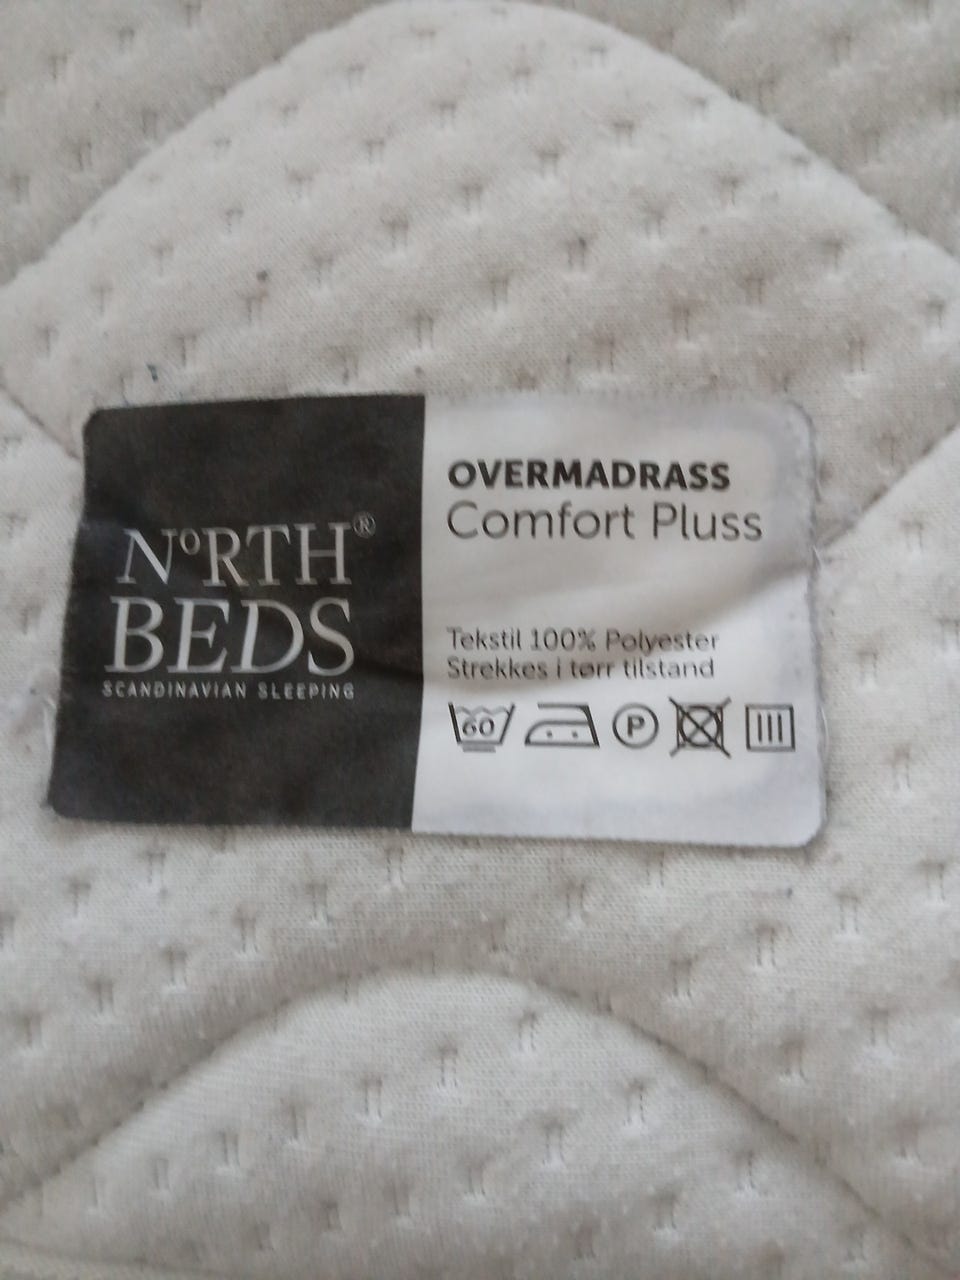 NORTH®
BEDS
SCANDINAVIAN SLEEPING
OVERMADRASS
Comfort Pluss
Tekstil 100% Polyester
Strekkes i tørr tilstand
60 P